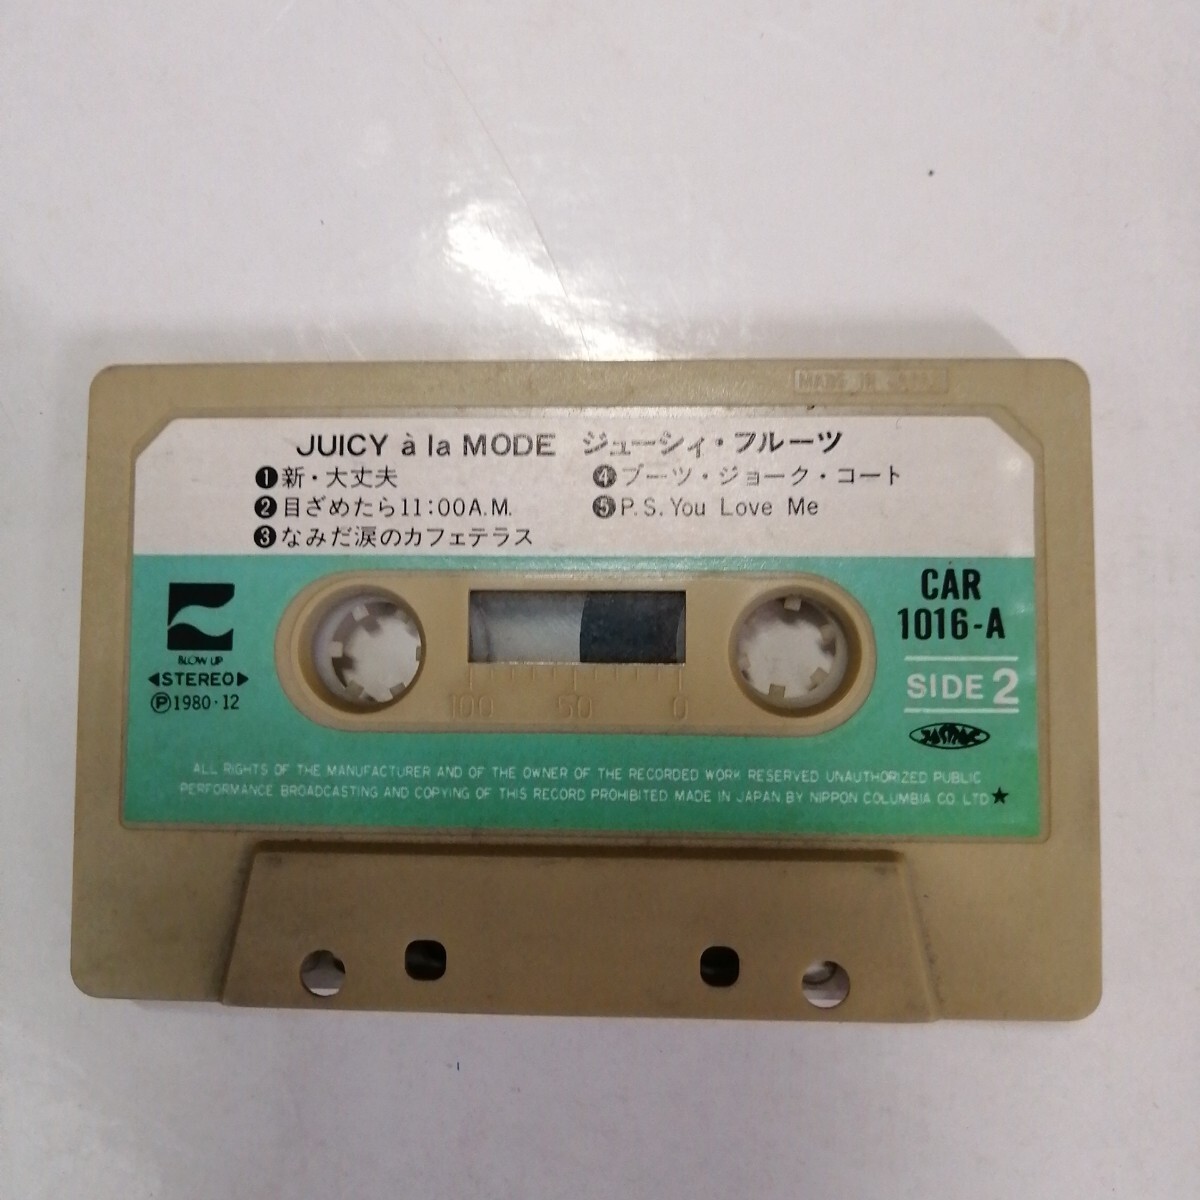 MADE IN JAPAN
JUICY à la MODE ジューシィ・フルーツ
❶新・大丈夫
❷目ざめたら11:00A.M.
❸なみだ涙のカフェテラス
❹ブーツ・ジョーク・コート
❺P.S. You Love Me
BLOW UP
◀STEREO▶
Ⓟ1980・12
CAR
1016-A
SIDE 2
JASRAC
100 50 0
ALL RIGHTS OF THE MANUFACTURER AND OF THE OWNER OF THE RECORDED WORK RESERVED UNAUTHORIZED PUBLIC
PERFORMANCE BROADCASTING AND COPYING OF THIS RECORD PROHIBITED MADE IN JAPAN BY NIPPON COLUMBIA CO. LTD★